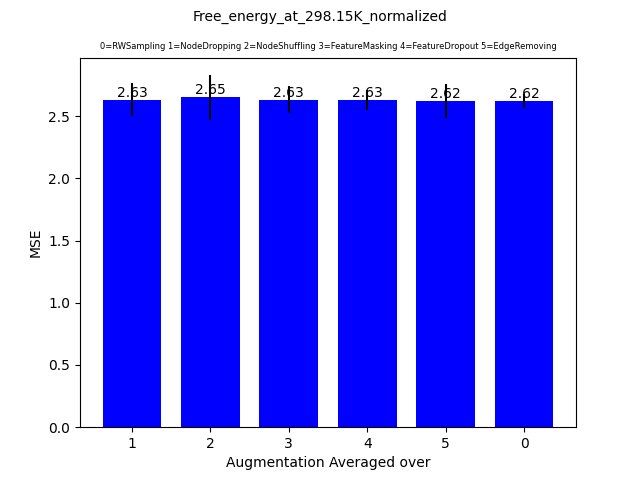 Free_energy_at_298.15K_normalized
0=RWSampling 1=NodeDropping 2=NodeShuffling 3=FeatureMasking 4=FeatureDropout 5=EdgeRemoving
2.63 2.65 2.63 2.63 2.62 2.62
2.5
2.0
1.5
1.0
0.5
0.0
MSE
1 2 3 4 5 0
Augmentation Averaged over